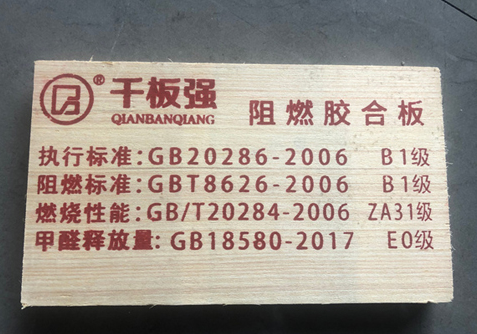 ® 千板强
QIANBANQIANG
阻燃胶合板
执行标准:GB20286-2006 B1级
阻燃标准:GBT8626-2006 B1级
燃烧性能:GB/T20284-2006 ZA31级
甲醛释放量:GB18580-2017 E0级